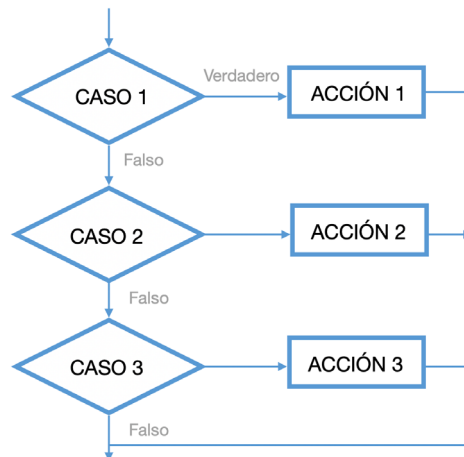 CASO 1
Verdadero
ACCIÓN 1
Falso
CASO 2
ACCIÓN 2
Falso
CASO 3
ACCIÓN 3
Falso